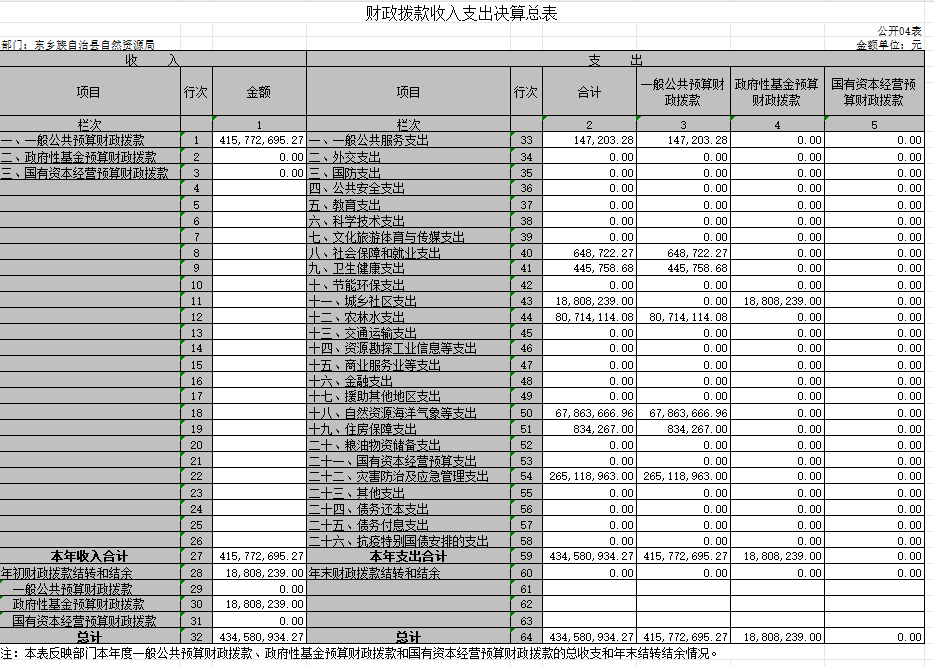 财政拨款收入支出决算总表
公开04表
部门：东乡族自治县自然资源局 金额单位：元
收 入 支 出
项目 行次 金额 项目 行次 合计 一般公共预算财政拨款 政府性基金预算财政拨款 国有资本经营预算财政拨款
栏次 1 栏次 2 3 4 5
一、一般公共预算财政拨款 1 415,772,695.27 一、一般公共服务支出 33 147,203.28 147,203.28 0.00 0.00
二、政府性基金预算财政拨款 2 0.00 二、外交支出 34 0.00 0.00 0.00 0.00
三、国有资本经营预算财政拨款 3 0.00 三、国防支出 35 0.00 0.00 0.00 0.00
4 四、公共安全支出 36 0.00 0.00 0.00 0.00
5 五、教育支出 37 0.00 0.00 0.00 0.00
6 六、科学技术支出 38 0.00 0.00 0.00 0.00
7 七、文化旅游体育与传媒支出 39 0.00 0.00 0.00 0.00
8 八、社会保障和就业支出 40 648,722.27 648,722.27 0.00 0.00
9 九、卫生健康支出 41 445,758.68 445,758.68 0.00 0.00
10 十、节能环保支出 42 0.00 0.00 0.00 0.00
11 十一、城乡社区支出 43 18,808,239.00 0.00 18,808,239.00 0.00
12 十二、农林水支出 44 80,714,114.08 80,714,114.08 0.00 0.00
13 十三、交通运输支出 45 0.00 0.00 0.00 0.00
14 十四、资源勘探工业信息等支出 46 0.00 0.00 0.00 0.00
15 十五、商业服务业等支出 47 0.00 0.00 0.00 0.00
16 十六、金融支出 48 0.00 0.00 0.00 0.00
17 十七、援助其他地区支出 49 0.00 0.00 0.00 0.00
18 十八、自然资源海洋气象等支出 50 67,863,666.96 67,863,666.96 0.00 0.00
19 十九、住房保障支出 51 834,267.00 834,267.00 0.00 0.00
20 二十、粮油物资储备支出 52 0.00 0.00 0.00 0.00
21 二十一、国有资本经营预算支出 53 0.00 0.00 0.00 0.00
22 二十二、灾害防治及应急管理支出 54 265,118,963.00 265,118,963.00 0.00 0.00
23 二十三、其他支出 55 0.00 0.00 0.00 0.00
24 二十四、债务还本支出 56 0.00 0.00 0.00 0.00
25 二十五、债务付息支出 57 0.00 0.00 0.00 0.00
26 二十六、抗疫特别国债安排的支出 58 0.00 0.00 0.00 0.00
本年收入合计 27 415,772,695.27 本年支出合计 59 434,580,934.27 415,772,695.27 18,808,239.00 0.00
年初财政拨款结转和结余 28 18,808,239.00 年末财政拨款结转和结余 60 0.00 0.00 0.00 0.00
一般公共预算财政拨款 29 0.00 61
政府性基金预算财政拨款 30 18,808,239.00 62
国有资本经营预算财政拨款 31 0.00 63
总计 32 434,580,934.27 总计 64 434,580,934.27 415,772,695.27 18,808,239.00 0.00
注：本表反映部门本年度一般公共预算财政拨款、政府性基金预算财政拨款和国有资本经营预算财政拨款的总收支和年末结转结余情况。